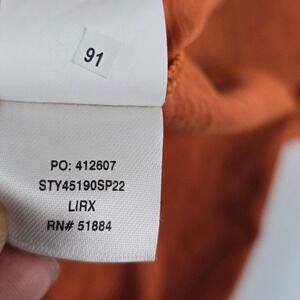 91
PO: 412607
STY45190SP22
LIRX
RN# 51884